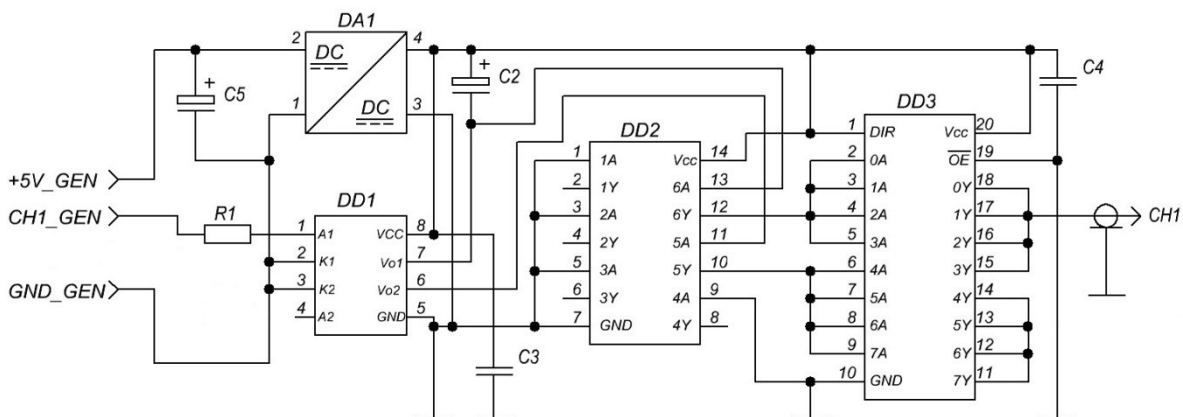 DA1
2 DC 4
1 DC 3
+ C5
+ C2
C4
+5V_GEN
CH1_GEN
GND_GEN
R1
DD1
1 A1 VCC 8
2 K1 Vo1 7
3 K2 Vo2 6
4 A2 GND 5
C3
DD2
1 1A Vcc 14
2 1Y 6A 13
3 2A 6Y 12
4 2Y 5A 11
5 3A 5Y 10
6 3Y 4A 9
7 GND 4Y 8
DD3
1 DIR Vcc 20
2 0A OE 19
3 1A 0Y 18
4 2A 1Y 17
5 3A 2Y 16
6 4A 3Y 15
7 5A 4Y 14
8 6A 5Y 13
9 7A 6Y 12
10 GND 7Y 11
CH1